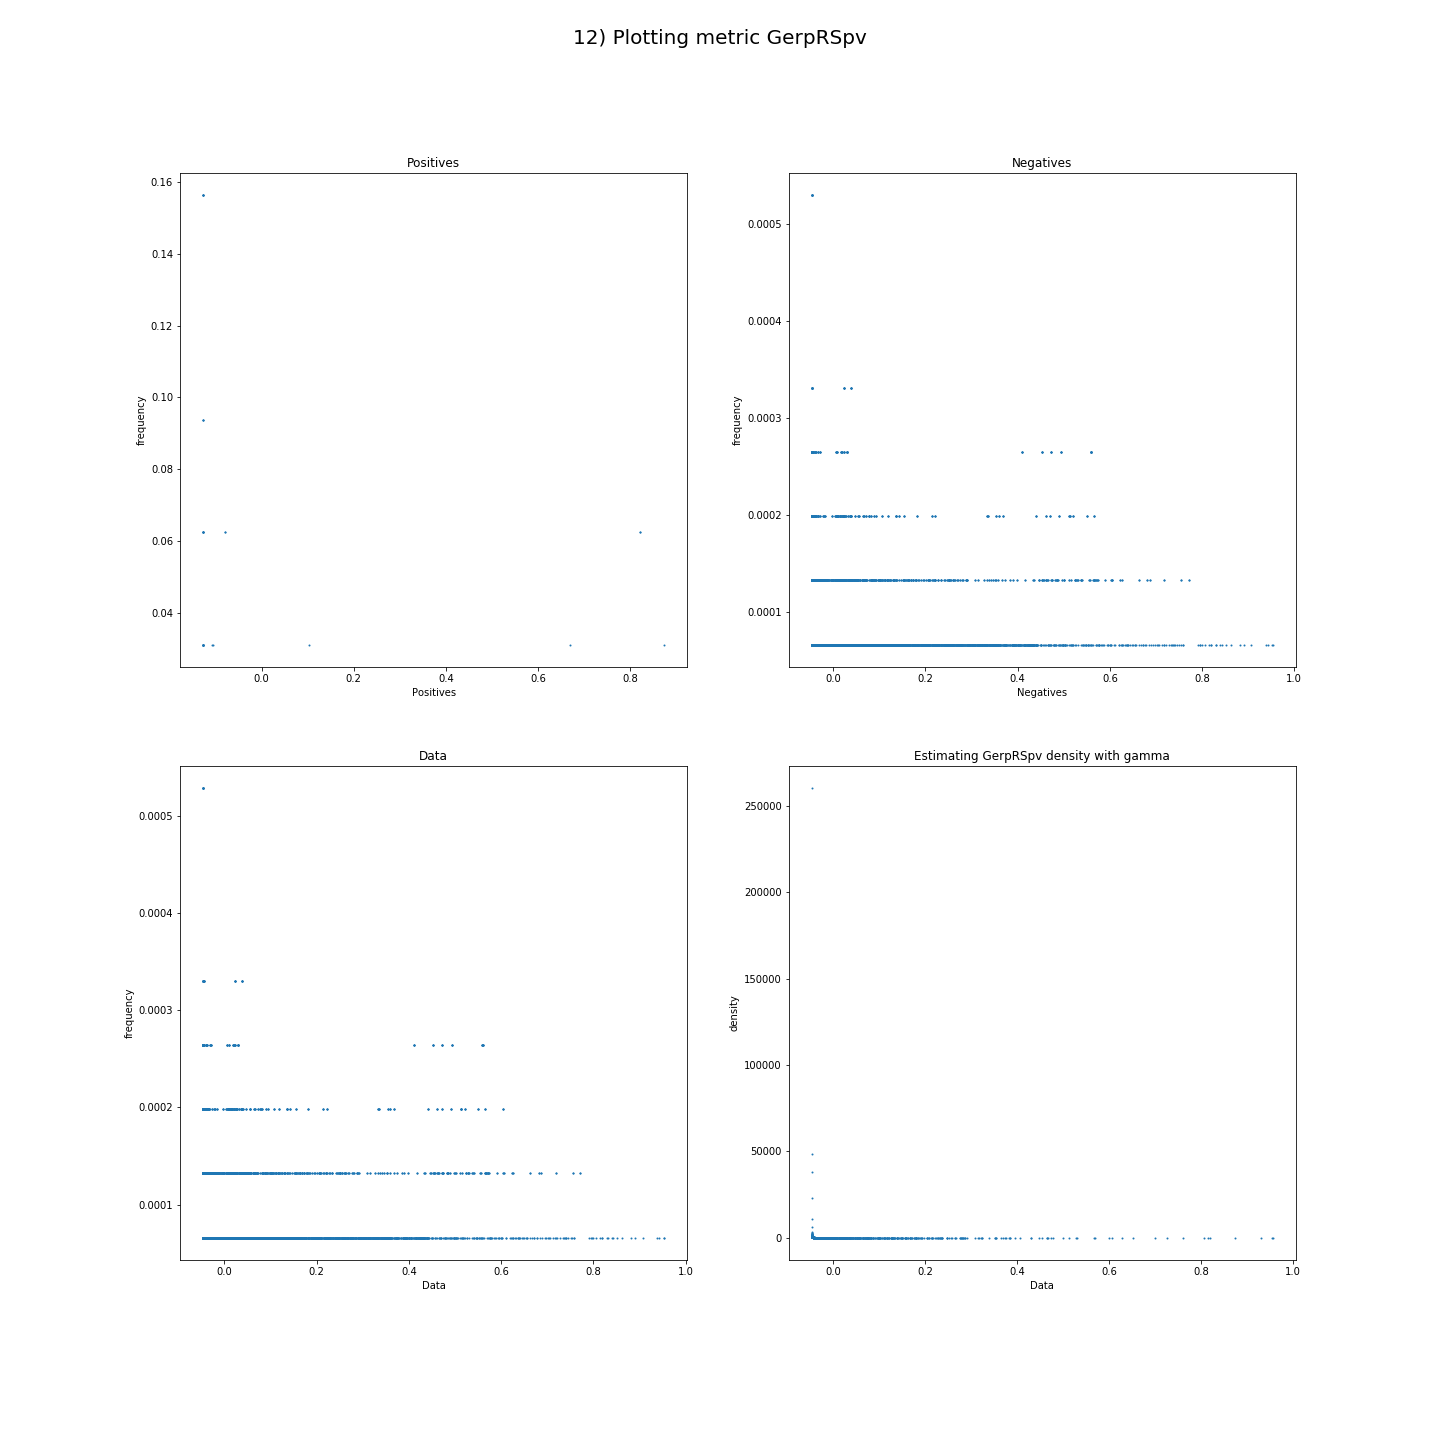 12) Plotting metric GerpRSpv
Positives
0.16
0.14
0.12
0.10
0.08
0.06
0.04
frequency
0.0 0.2 0.4 0.6 0.8
Positives
Negatives
0.0005
0.0004
0.0003
0.0002
0.0001
frequency
0.0 0.2 0.4 0.6 0.8 1.0
Negatives
Data
0.0005
0.0004
0.0003
0.0002
0.0001
frequency
0.0 0.2 0.4 0.6 0.8 1.0
Data
Estimating GerpRSpv density with gamma
250000
200000
150000
100000
50000
0
density
0.0 0.2 0.4 0.6 0.8 1.0
Data